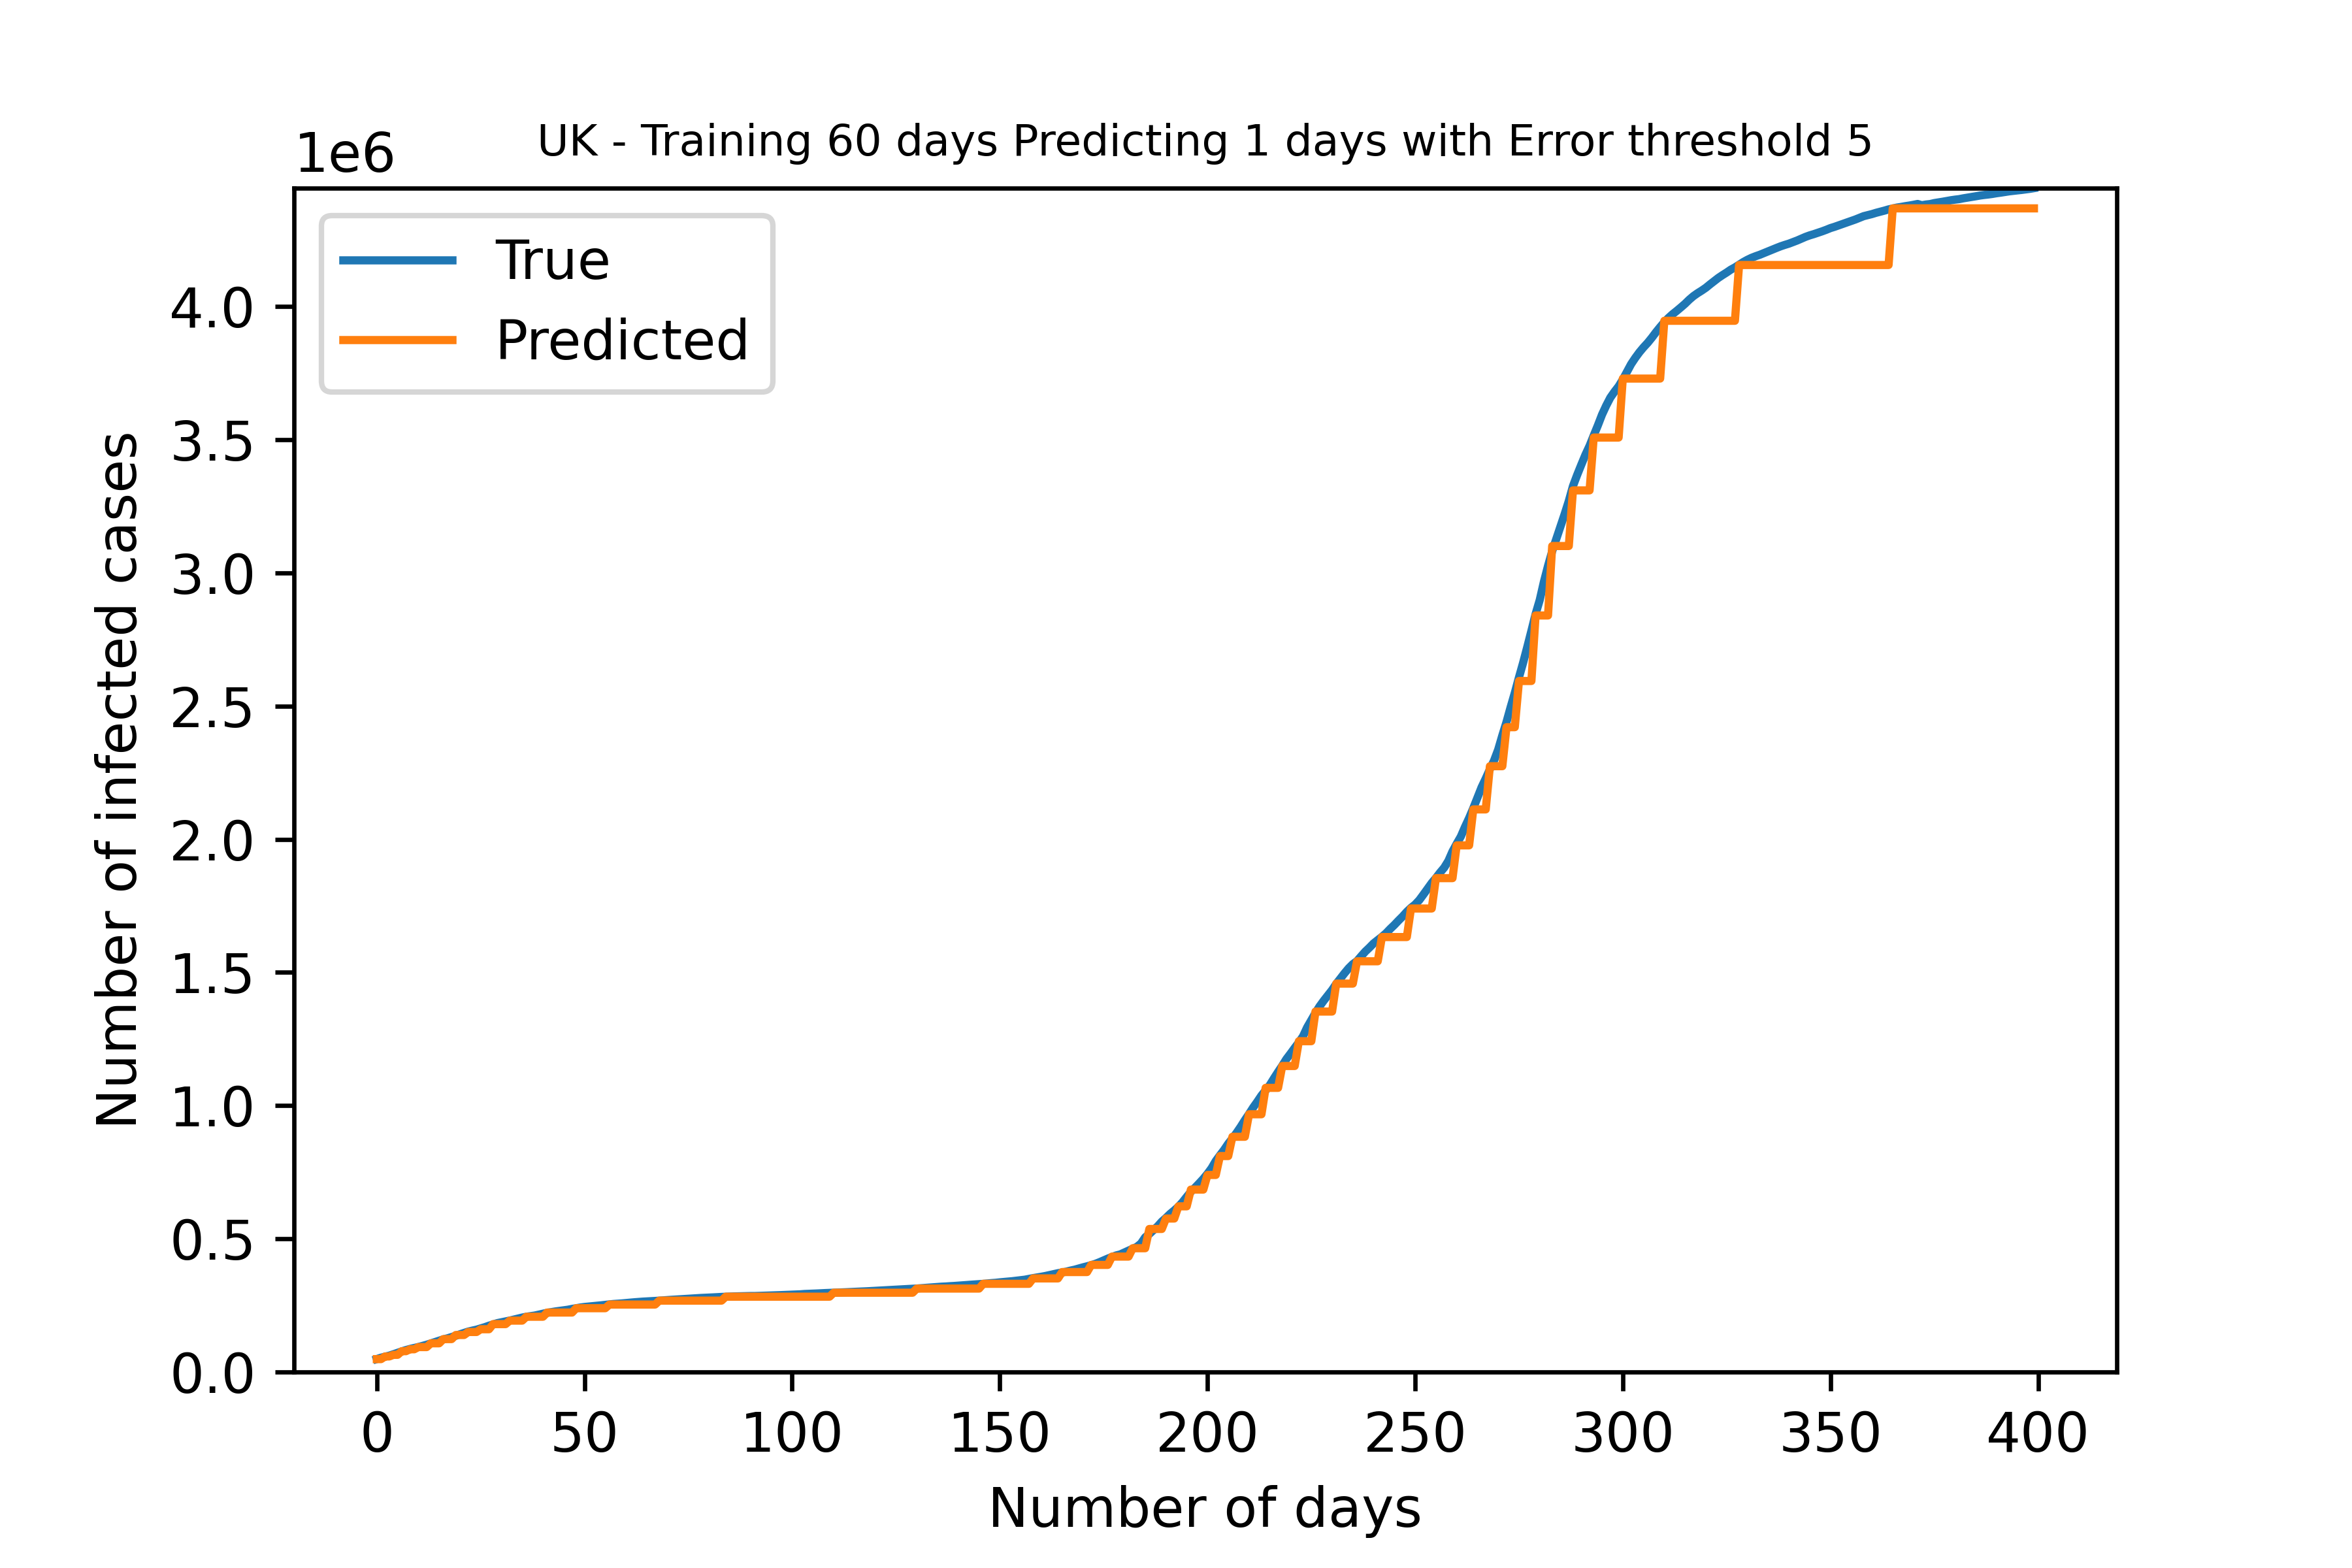 UK - Training 60 days Predicting 1 days with Error threshold 5
1e6
True
Predicted
4.0
3.5
3.0
2.5
2.0
1.5
1.0
0.5
0.0
Number of infected cases
0 50 100 150 200 250 300 350 400
Number of days